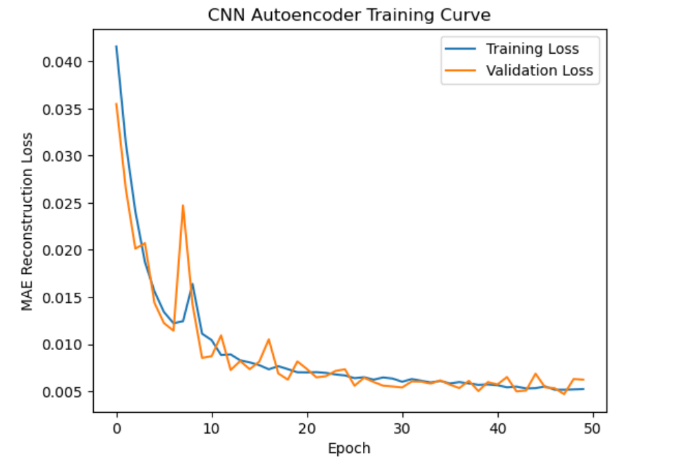 CNN Autoencoder Training Curve
Training Loss
Validation Loss
MAE Reconstruction Loss
0.040
0.035
0.030
0.025
0.020
0.015
0.010
0.005
0 10 20 30 40 50
Epoch